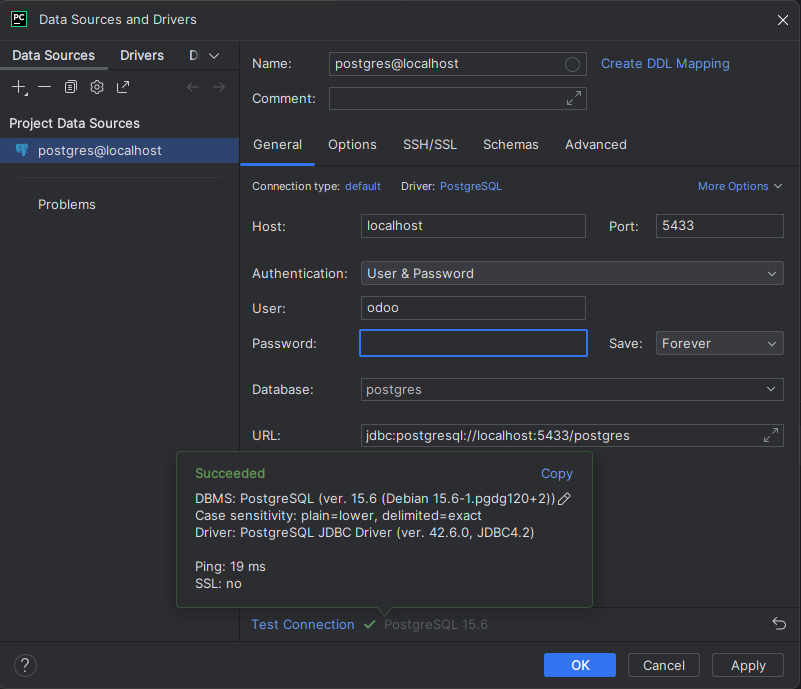 PC
Data Sources and Drivers
Data Sources Drivers
Project Data Sources
postgres@localhost
Problems
Name: postgres@localhost Create DDL Mapping
Comment:
General Options SSH/SSL Schemas Advanced
Connection type: default Driver: PostgreSQL More Options
Host: localhost Port: 5433
Authentication: User & Password
User: odoo
Password: Save: Forever
Database: postgres
URL: jdbc:postgresql://localhost:5433/postgres
Succeeded Copy
DBMS: PostgreSQL (ver. 15.6 (Debian 15.6-1.pgdg120+2))
Case sensitivity: plain=lower, delimited=exact
Driver: PostgreSQL JDBC Driver (ver. 42.6.0, JDBC4.2)
Ping: 19 ms
SSL: no
Test Connection PostgreSQL 15.6
? OK Cancel Apply